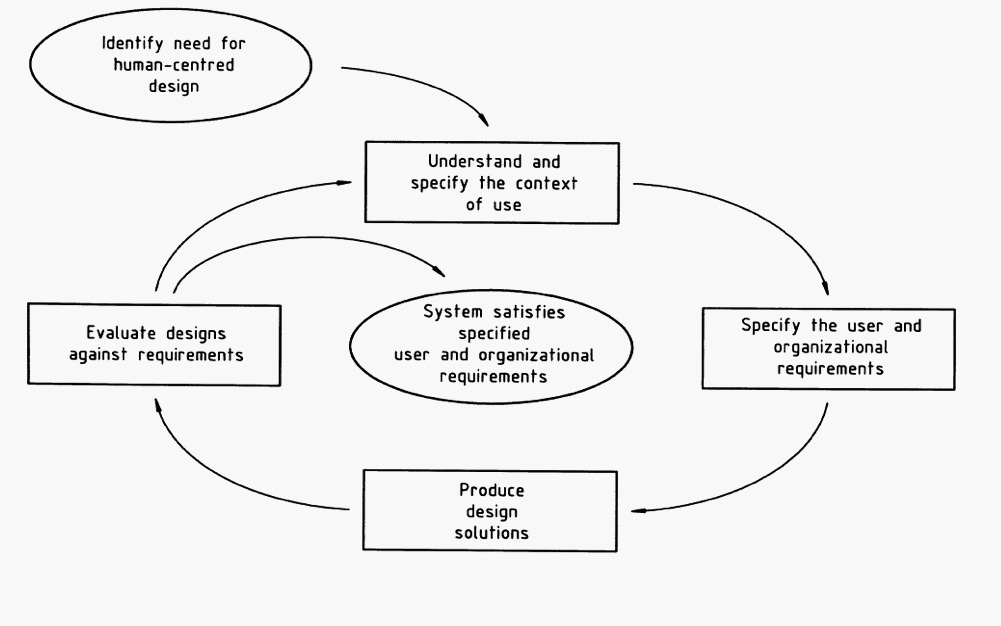 Identify need for
human-centred
design
Understand and
specify the context
of use
Evaluate designs
against requirements
System satisfies
specified
user and organizational
requirements
Specify the user and
organizational
requirements
Produce
design
solutions